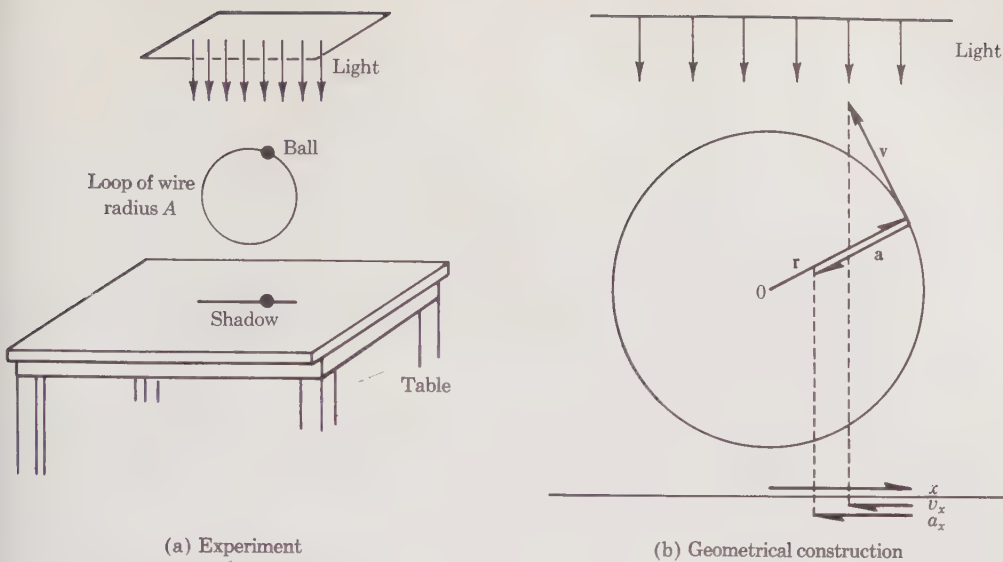 Light
Ball
Loop of wire
radius A
Shadow
Table
(a) Experiment
Light
v
r
a
0
x
v_x
a_x
(b) Geometrical construction